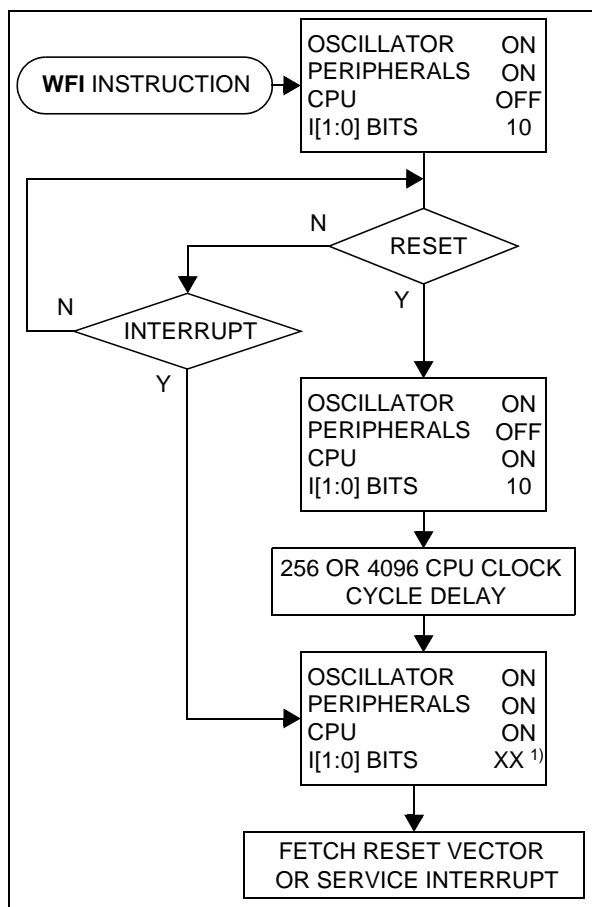 WFI INSTRUCTION
OSCILLATOR ON
PERIPHERALS ON
CPU OFF
I[1:0] BITS 10
N
RESET
N
INTERRUPT
Y
Y
OSCILLATOR ON
PERIPHERALS OFF
CPU ON
I[1:0] BITS 10
256 OR 4096 CPU CLOCK
CYCLE DELAY
OSCILLATOR ON
PERIPHERALS ON
CPU ON
I[1:0] BITS XX 1)
FETCH RESET VECTOR
OR SERVICE INTERRUPT